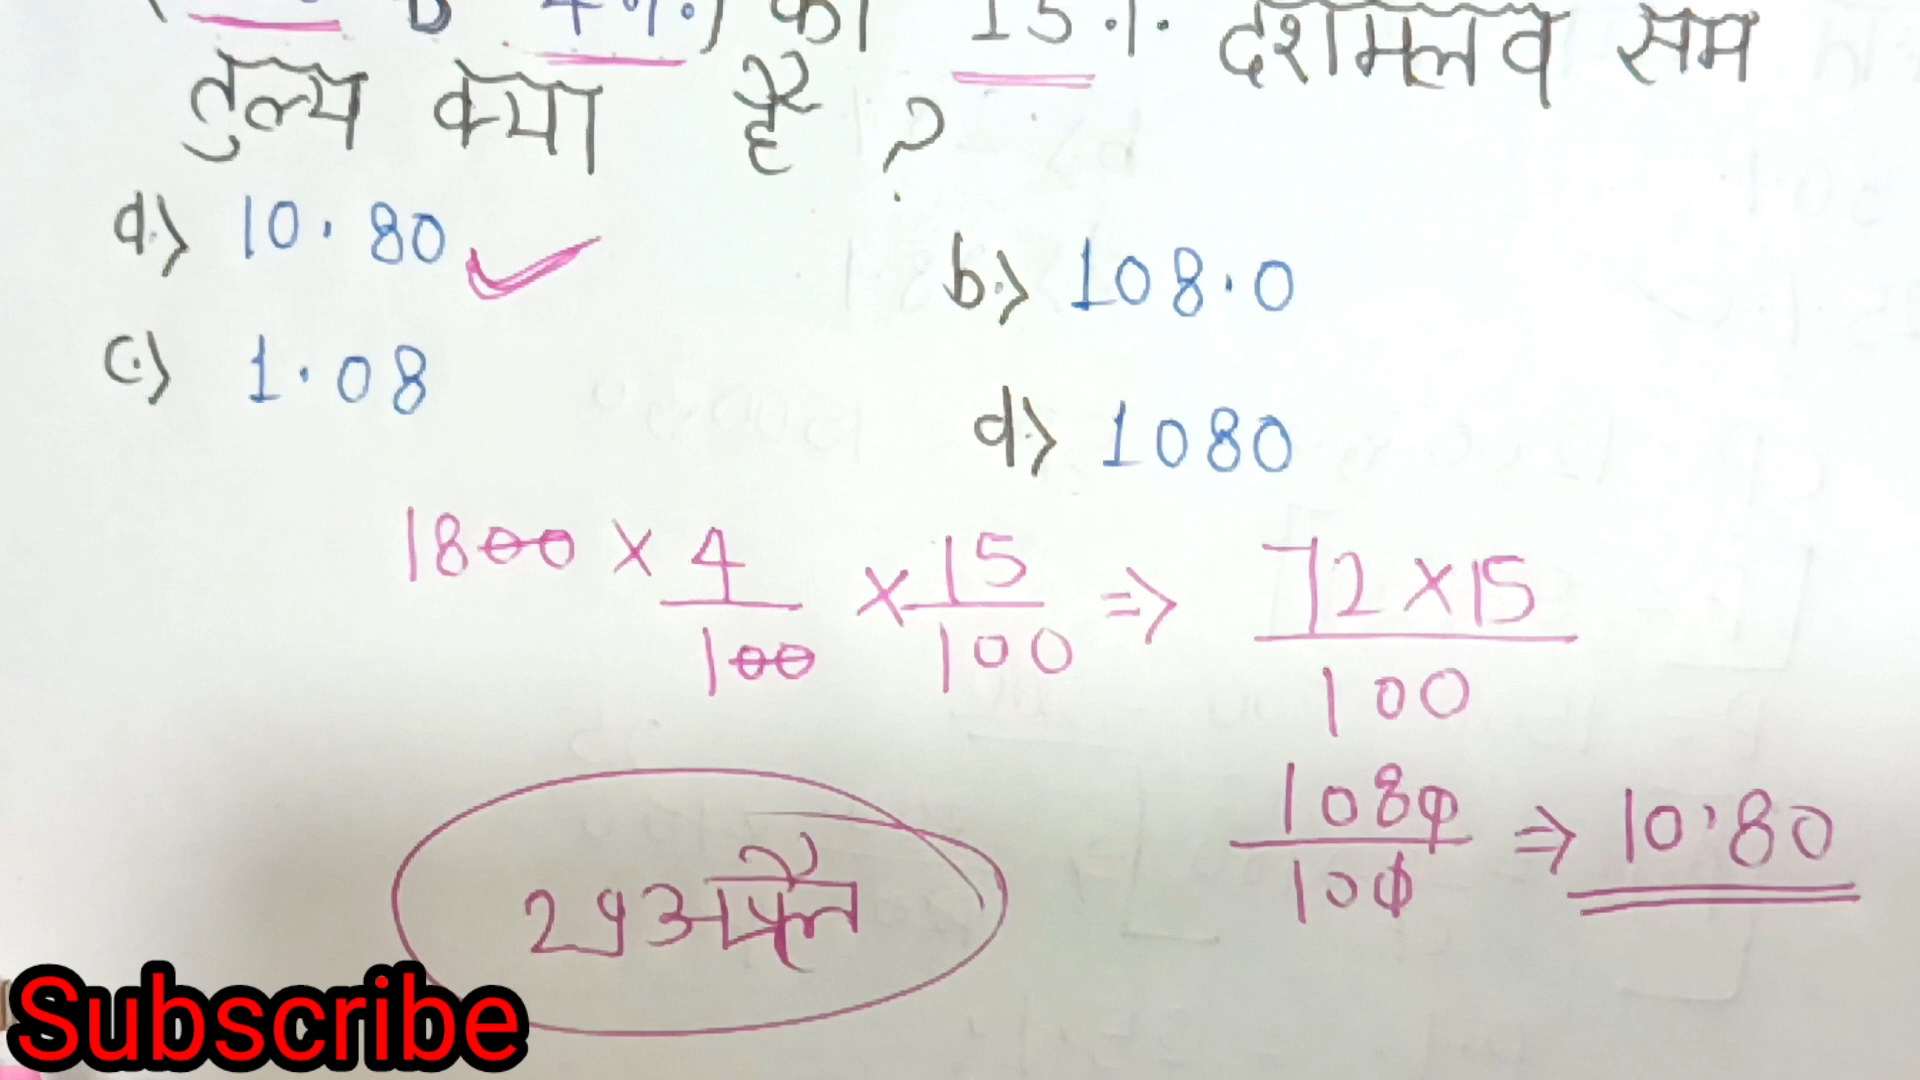 4%) का 15% दशमलव सम
तुल्य क्या है ?
a.) 10.80
b.) 108.0
c.) 1.08
d.) 1080
1800 × 4/100 × 15/100 ⇒ 72×15/100
1080/100 ⇒ 10.80
29 अप्रैल
Subscribe